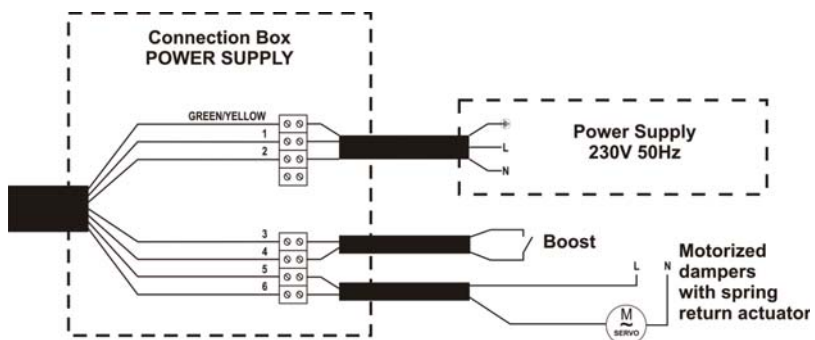 Connection Box
POWER SUPPLY
GREEN/YELLOW
1
2
Power Supply
230V 50Hz
L
N
3
4
5
6
Boost
L N
Motorized
dampers
with spring
return actuator
M
~
SERVO